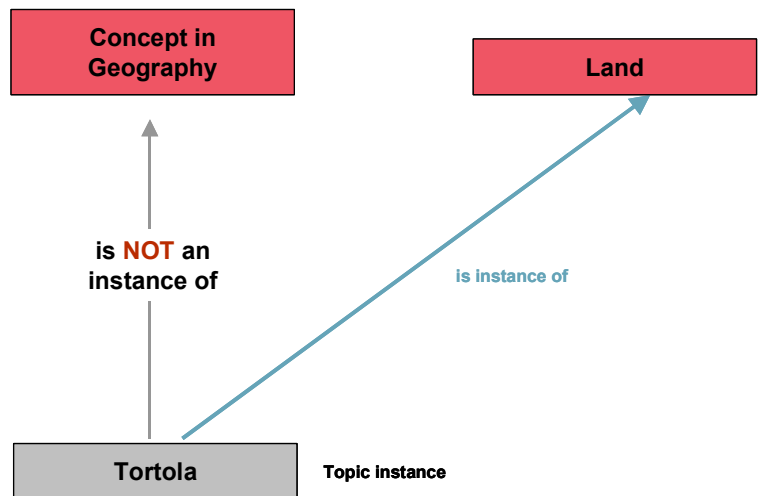 Concept in
Geography
Land
is NOT an
instance of
is instance of
Tortola
Topic instance